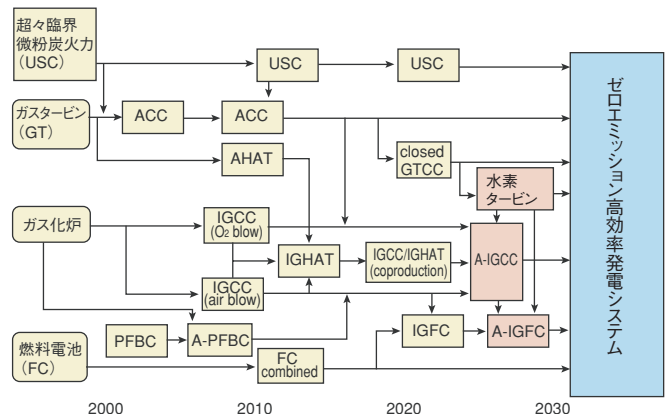 超々臨界
微粉炭火力
（USC）
USC
USC
ガスタービン
（GT）
ACC
ACC
AHAT
closed
GTCC
水素
タービン
ガス化炉
IGCC
(O2 blow)
IGHAT
IGCC/IGHAT
(coproduction)
A-IGCC
IGCC
(air blow)
PFBC
A-PFBC
IGFC
A-IGFC
燃料電池
（FC）
FC
combined
ゼロエミッション高効率発電システム
2000
2010
2020
2030